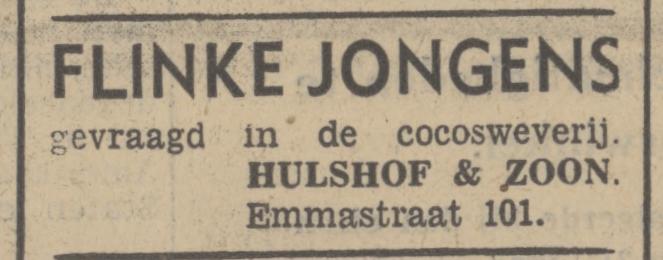 FLINKE JONGENS
gevraagd in de cocosweverij.
HULSHOF & ZOON.
Emmastraat 101.